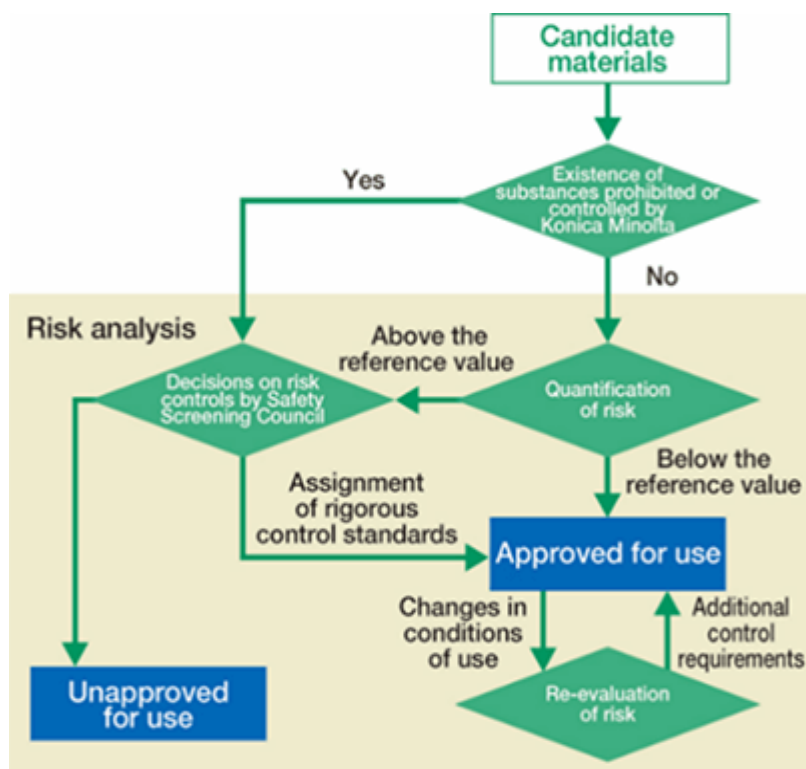 Candidate
materials
Existence of
substances prohibited or
controlled by
Konica Minolta
Yes
No
Risk analysis
Above the
reference value
Decisions on risk
controls by Safety
Screening Council
Quantification
of risk
Below the
reference value
Assignment
of rigorous
control standards
Approved for use
Changes in
conditions
of use
Additional
control
requirements
Unapproved
for use
Re-evaluation
of risk